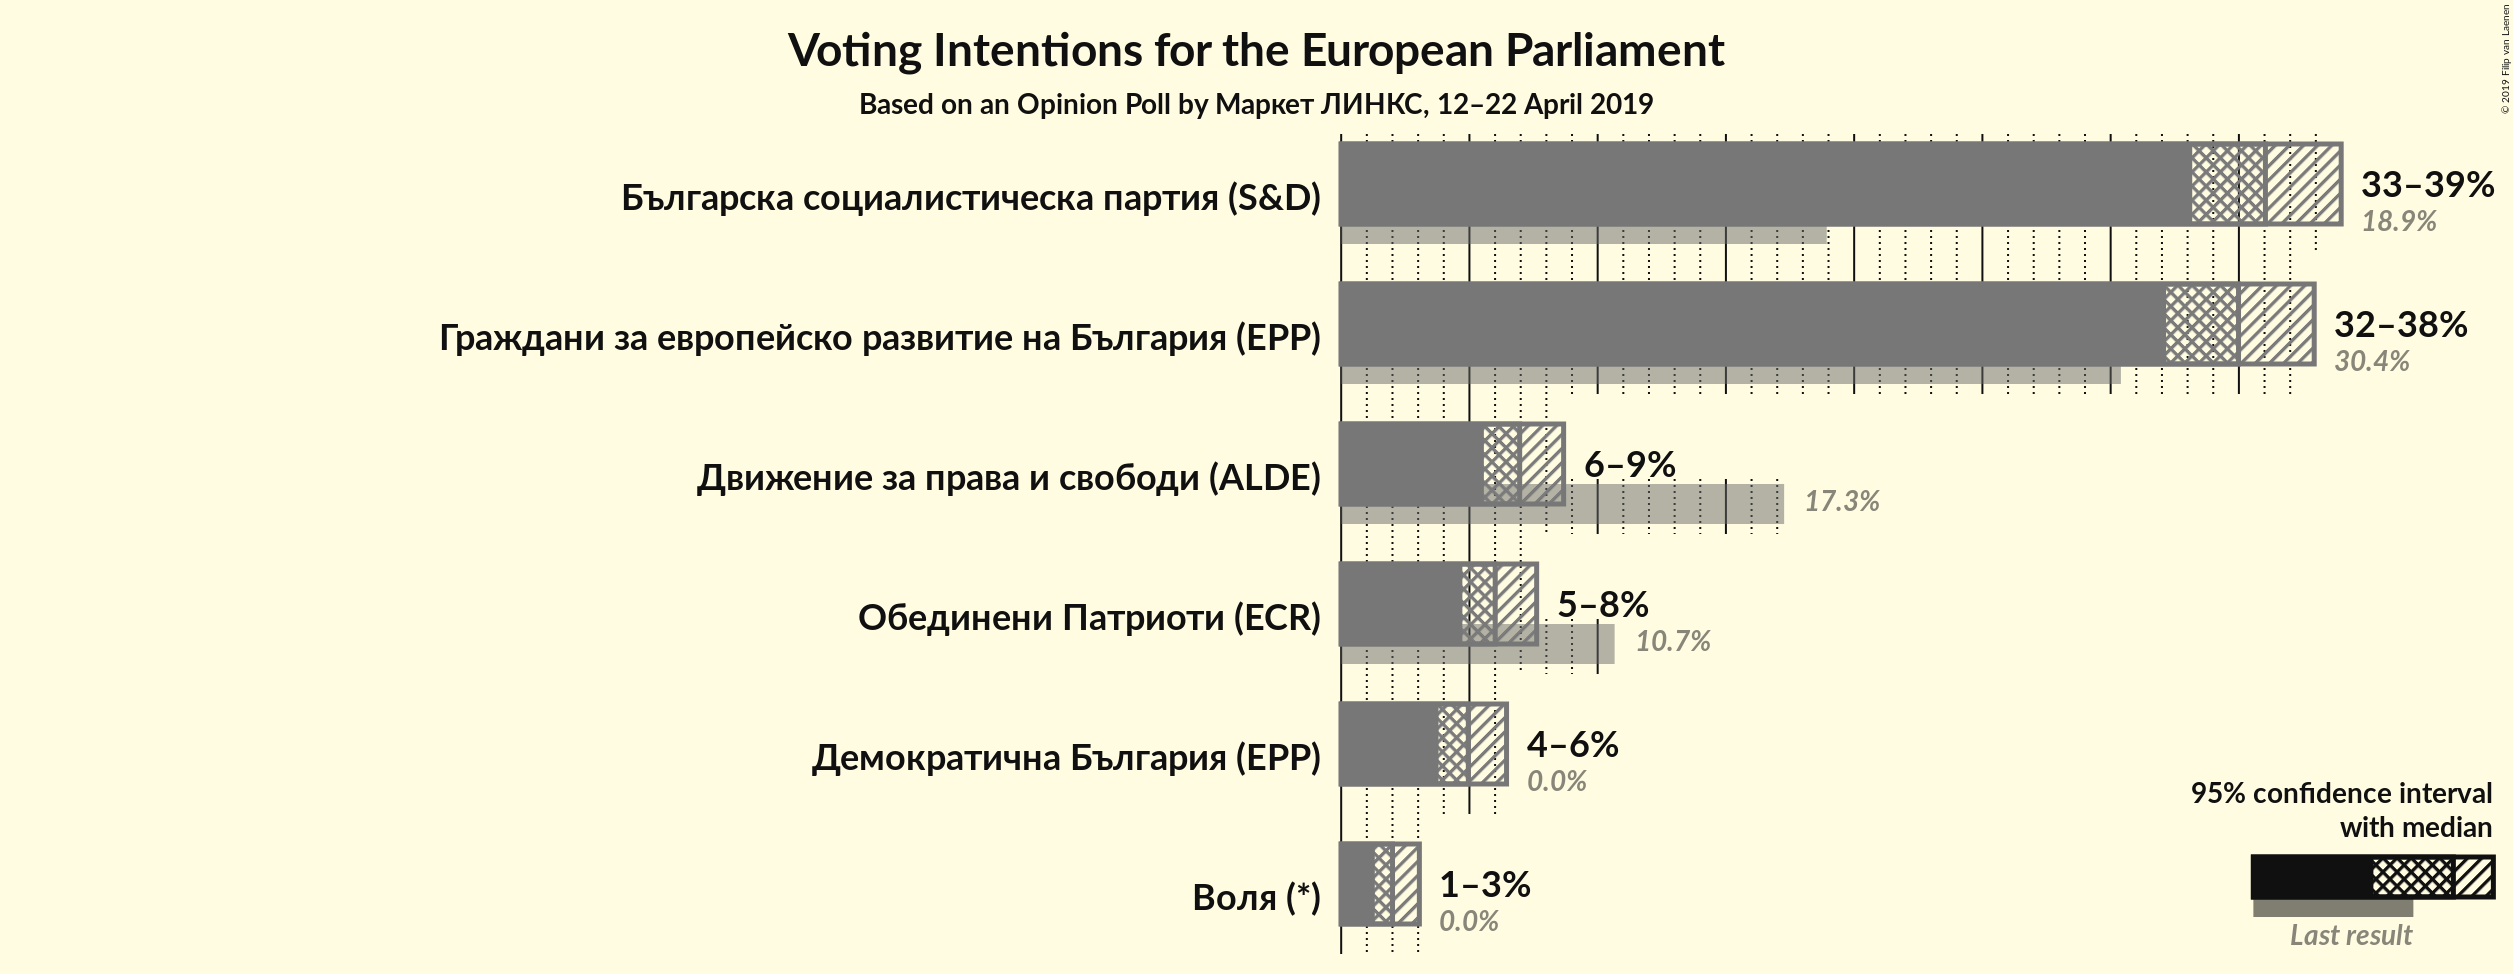 Voting Intentions for the European Parliament
Based on an Opinion Poll by Маркет ЛИНКС, 12–22 April 2019
© 2019 Filip van Laenen
Българска социалистическа партия (S&D)
33–39%
18.9%
Граждани за европейско развитие на България (EPP)
32–38%
30.4%
Движение за права и свободи (ALDE)
6–9%
17.3%
Обединени Патриоти (ECR)
5–8%
10.7%
Демократична България (EPP)
4–6%
0.0%
Воля (*)
1–3%
0.0%
95% confidence interval
with median
Last result